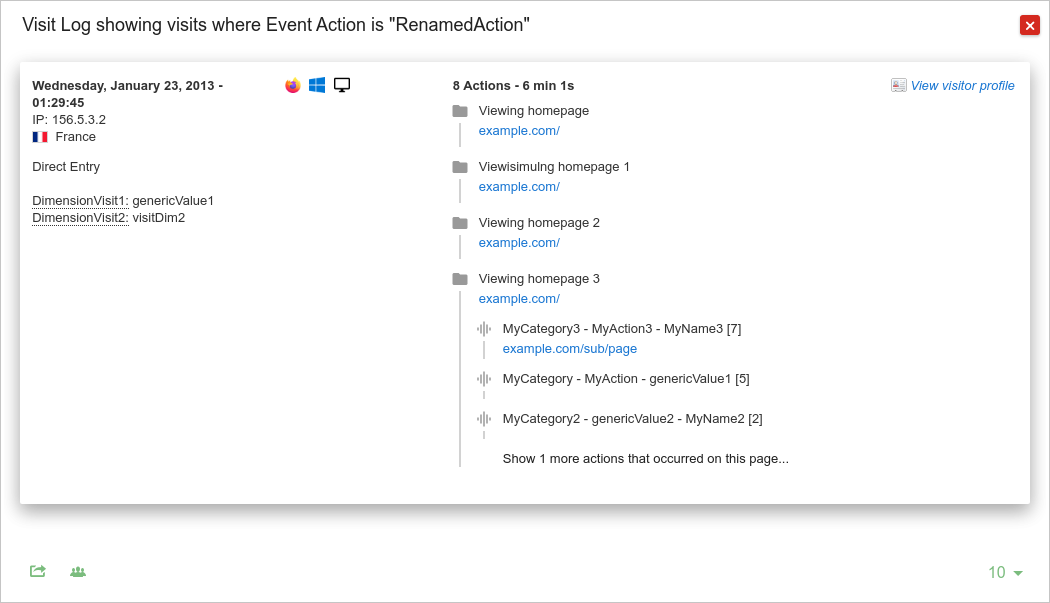 Visit Log showing visits where Event Action is "RenamedAction"
Wednesday, January 23, 2013 -
01:29:45
IP: 156.5.3.2
France
Direct Entry
DimensionVisit1: genericValue1
DimensionVisit2: visitDim2
8 Actions - 6 min 1s
View visitor profile
Viewing homepage
example.com/
Viewisimulng homepage 1
example.com/
Viewing homepage 2
example.com/
Viewing homepage 3
example.com/
MyCategory3 - MyAction3 - MyName3 [7]
example.com/sub/page
MyCategory - MyAction - genericValue1 [5]
MyCategory2 - genericValue2 - MyName2 [2]
Show 1 more actions that occurred on this page...
10